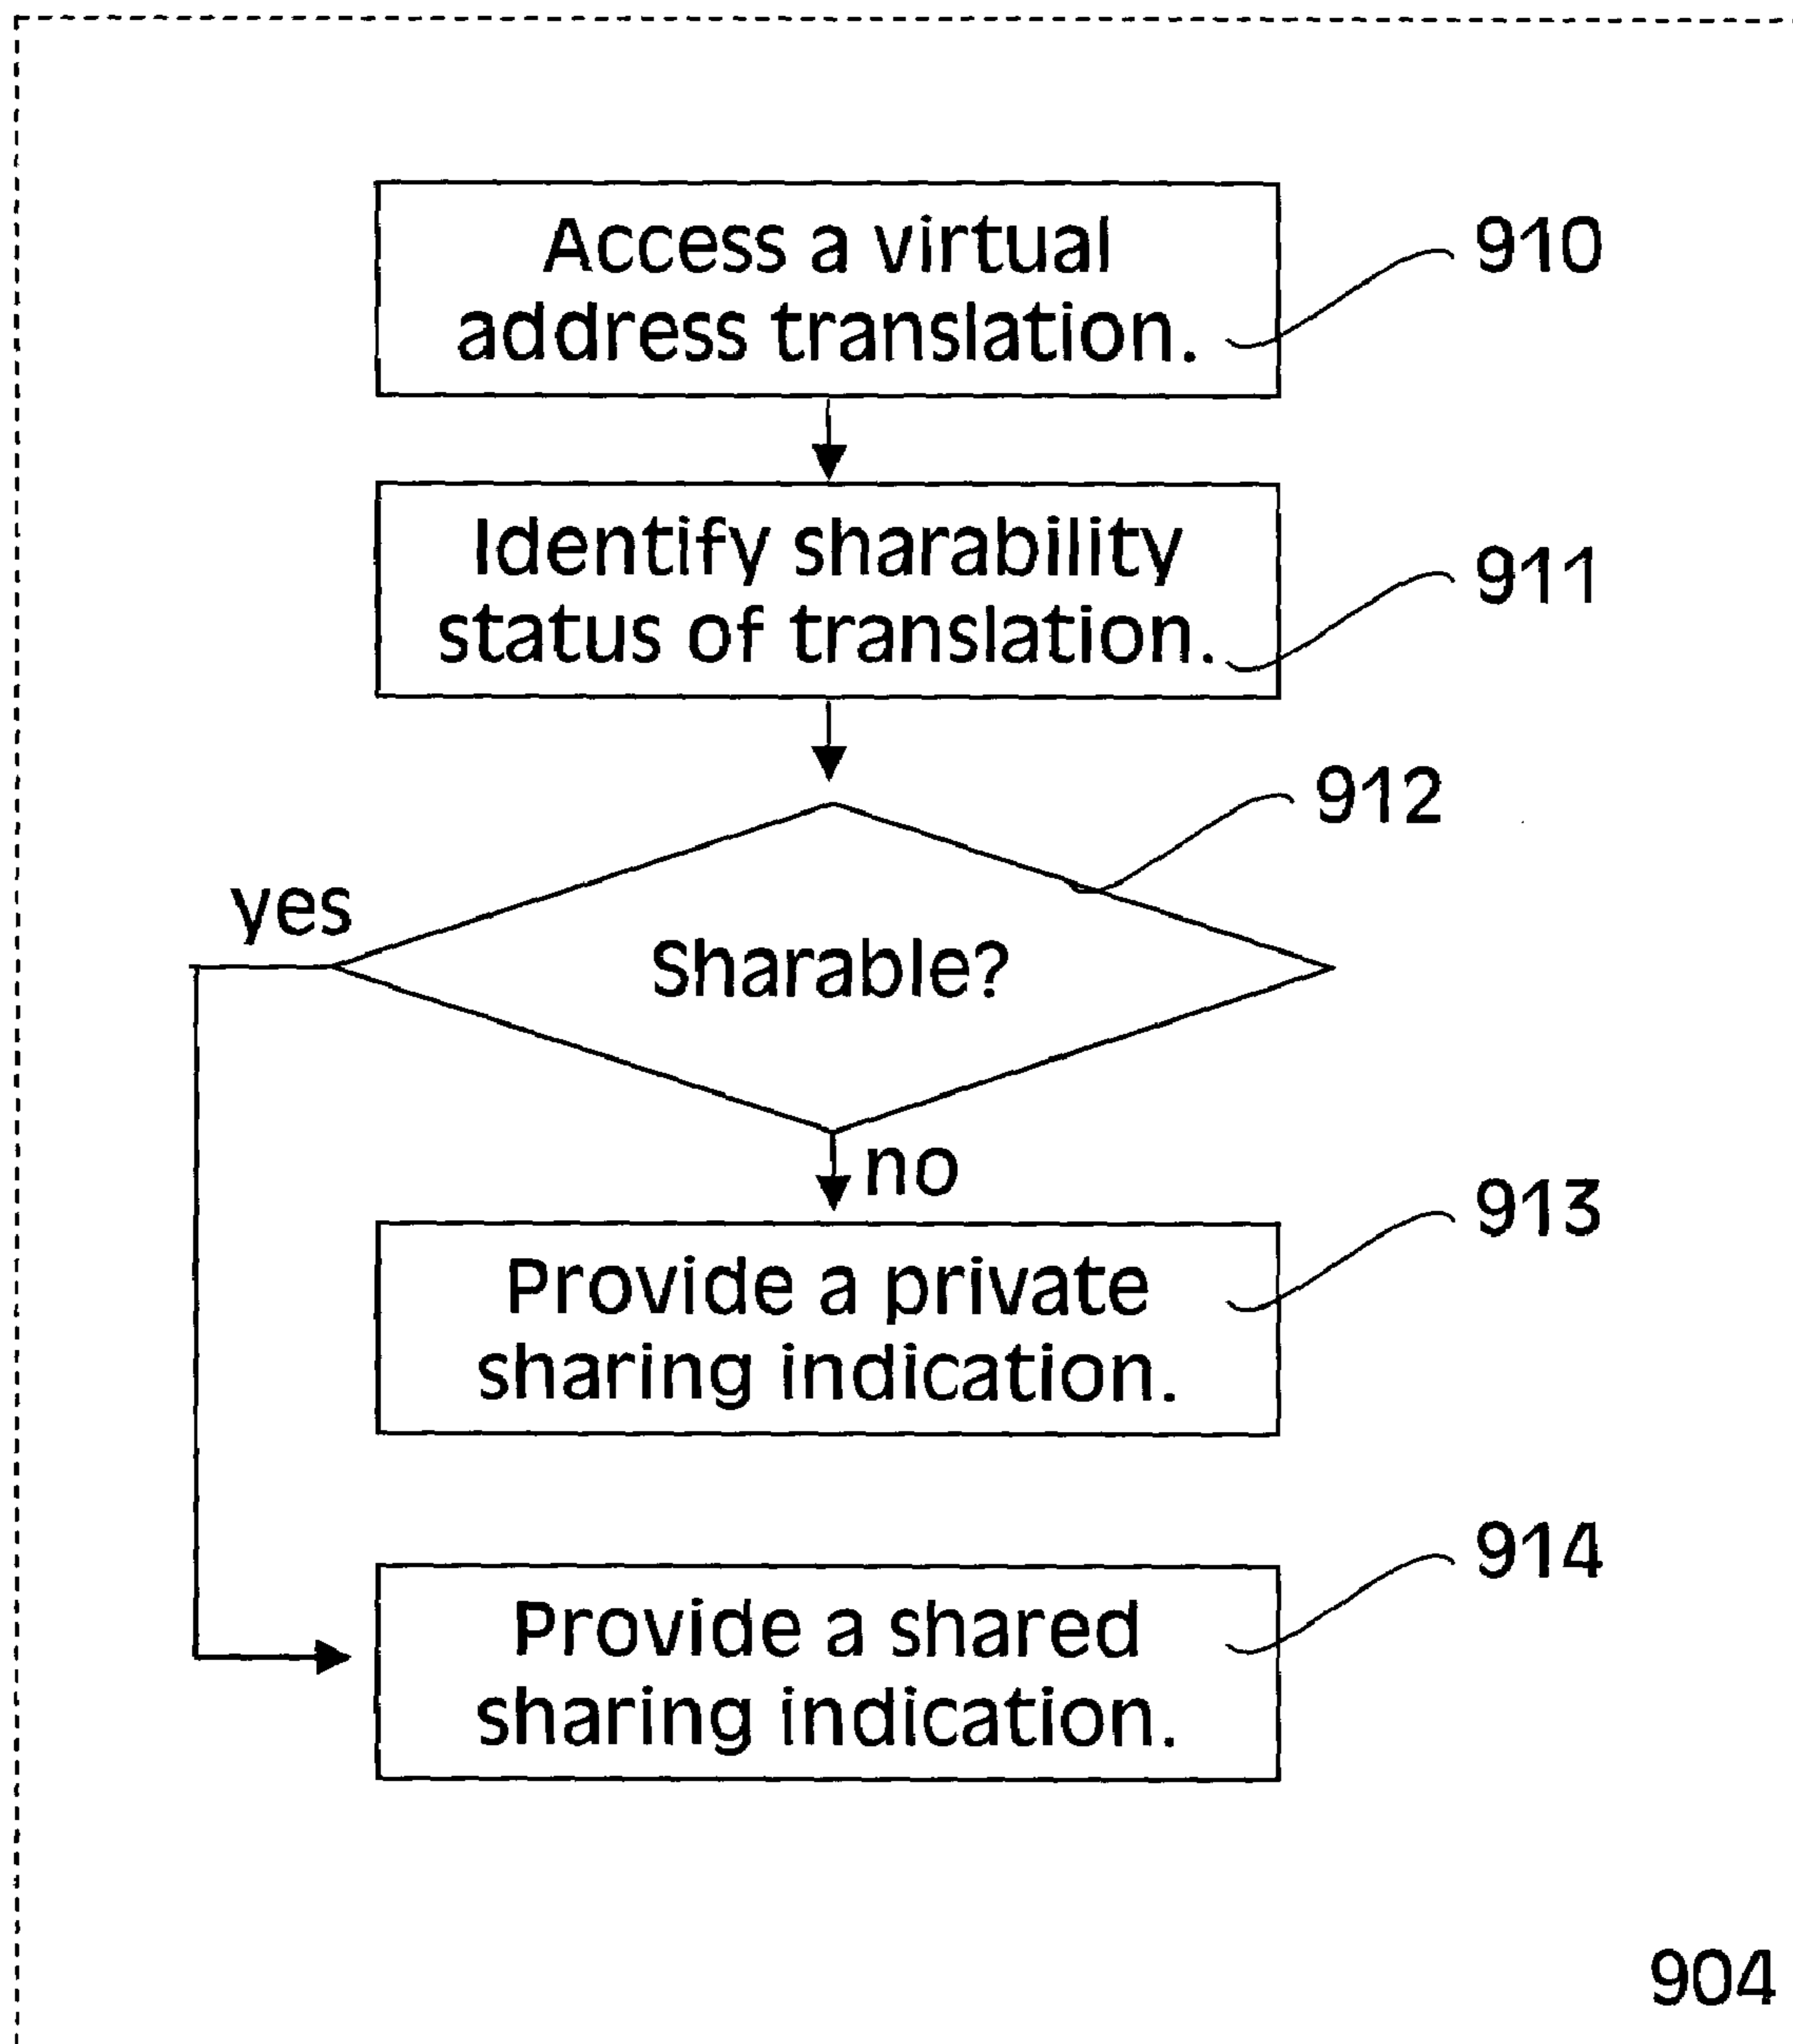 Access a virtual
address translation.
910
Identify sharability
status of translation.
911
912
yes
Sharable?
no
Provide a private
sharing indication.
913
Provide a shared
sharing indication.
914
904